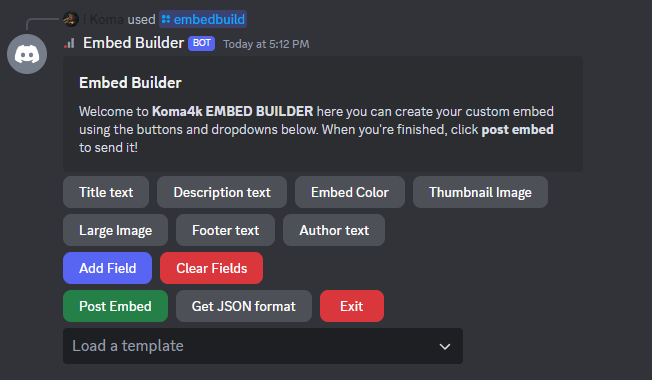 ! Koma used embedbuild
Embed Builder BOT Today at 5:12 PM
Embed Builder
Welcome to Koma4k EMBED BUILDER here you can create your custom embed
using the buttons and dropdowns below. When you're finished, click post embed
to send it!
Title text Description text Embed Color Thumbnail Image
Large Image Footer text Author text
Add Field Clear Fields
Post Embed Get JSON format Exit
Load a template